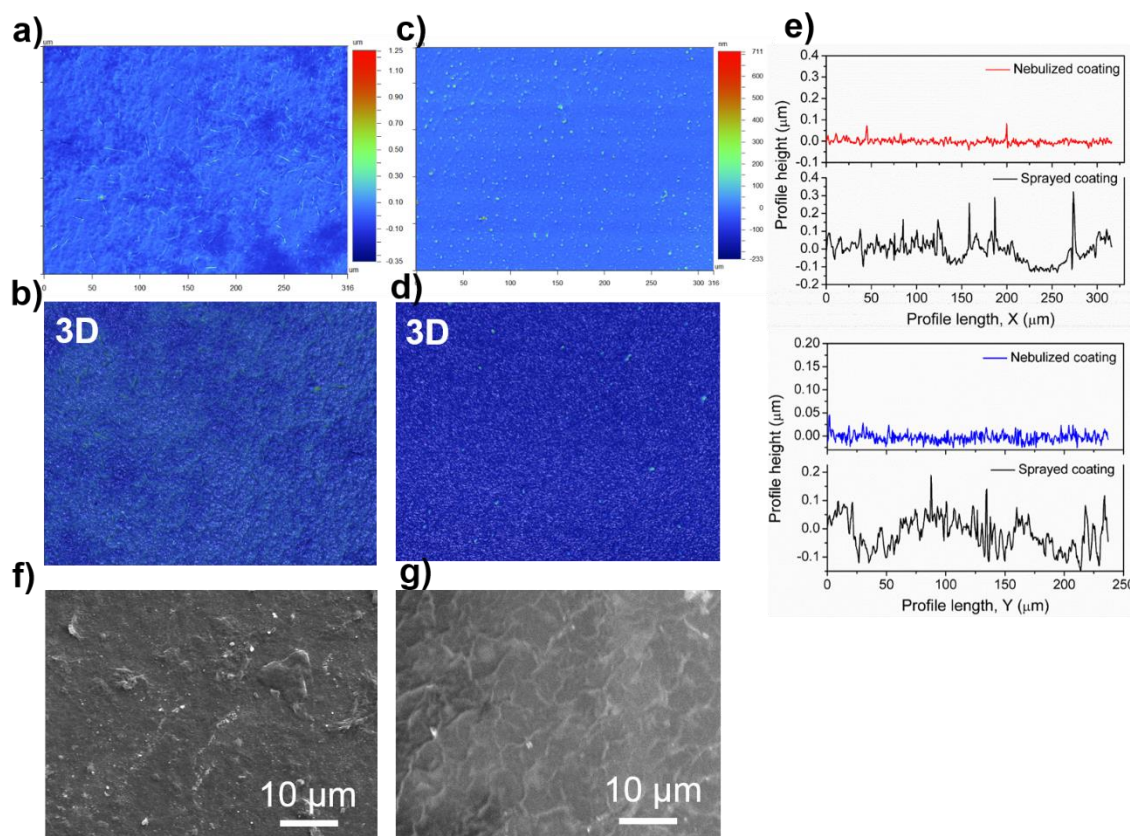 a)
um
um
1.25
1.10
0.90
0.70
0.50
0.30
0.10
-0.10
-0.35
0 50 100 150 200 250 316
c)
um
nm
711
600
500
400
300
200
100
0
-100
-233
um
0 50 100 150 200 250 316
b)
3D
d)
3D
e)
Nebulized coating
0.4
0.3
0.2
0.1
0.0
-0.1
Sprayed coating
0.4
0.3
0.2
0.1
0.0
-0.1
-0.2
0 50 100 150 200 250 300
Profile height (μm)
Profile length, X (μm)
Nebulized coating
0.20
0.15
0.10
0.05
0.00
Sprayed coating
0.2
0.1
0.0
-0.1
0 50 100 150 200 250
Profile height (μm)
Profile length, Y (μm)
f)
10 μm
g)
10 μm